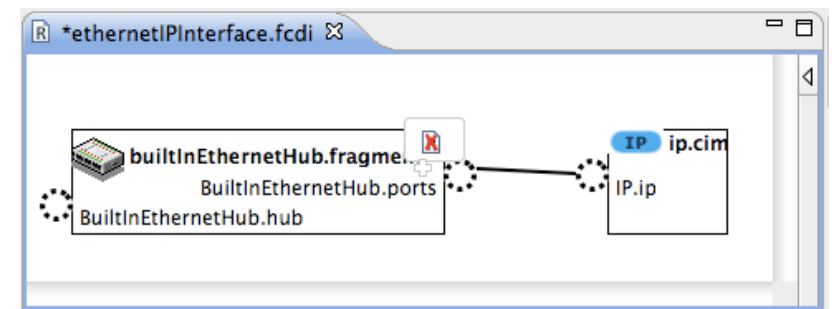 R *ethernetIPInterface.fcdi
builtInEthernetHub.fragme...
IP ip.cim
BuiltInEthernetHub.ports
IP.ip
BuiltInEthernetHub.hub